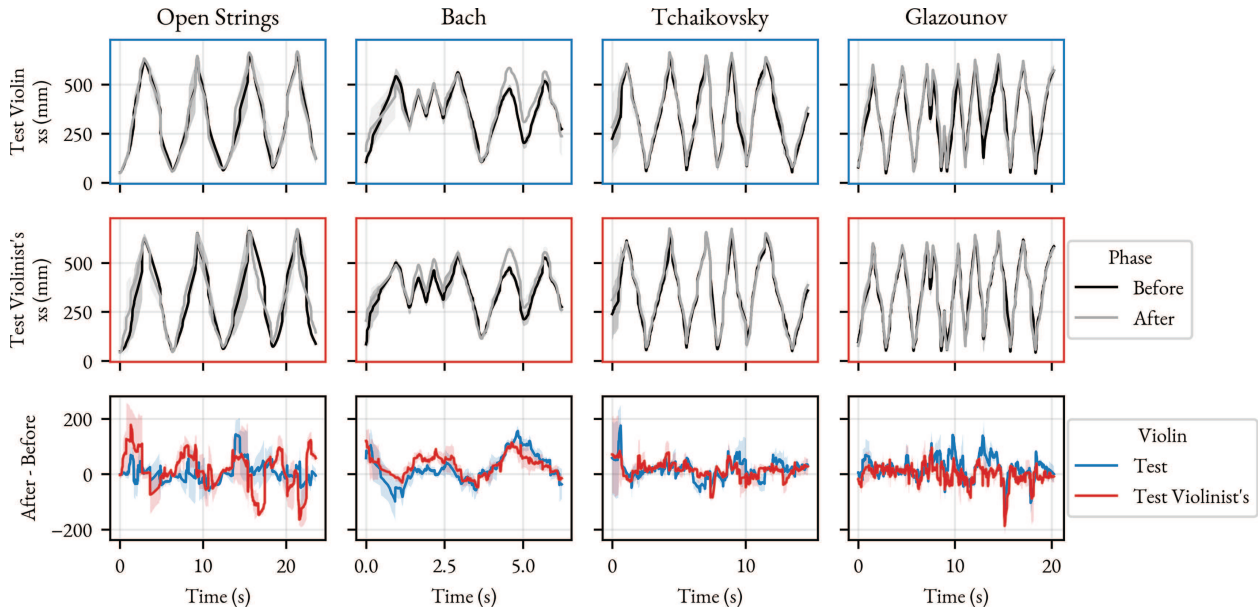 Open Strings Bach Tchaikovsky Glazounov
Test Violin
xs (mm)
500
250
0
Test Violinist's
xs (mm)
500
250
0
Phase
Before
After
After - Before
200
0
−200
Violin
Test
Test Violinist's
0 10 20 0.0 2.5 5.0 0 10 0 10 20
Time (s) Time (s) Time (s) Time (s)